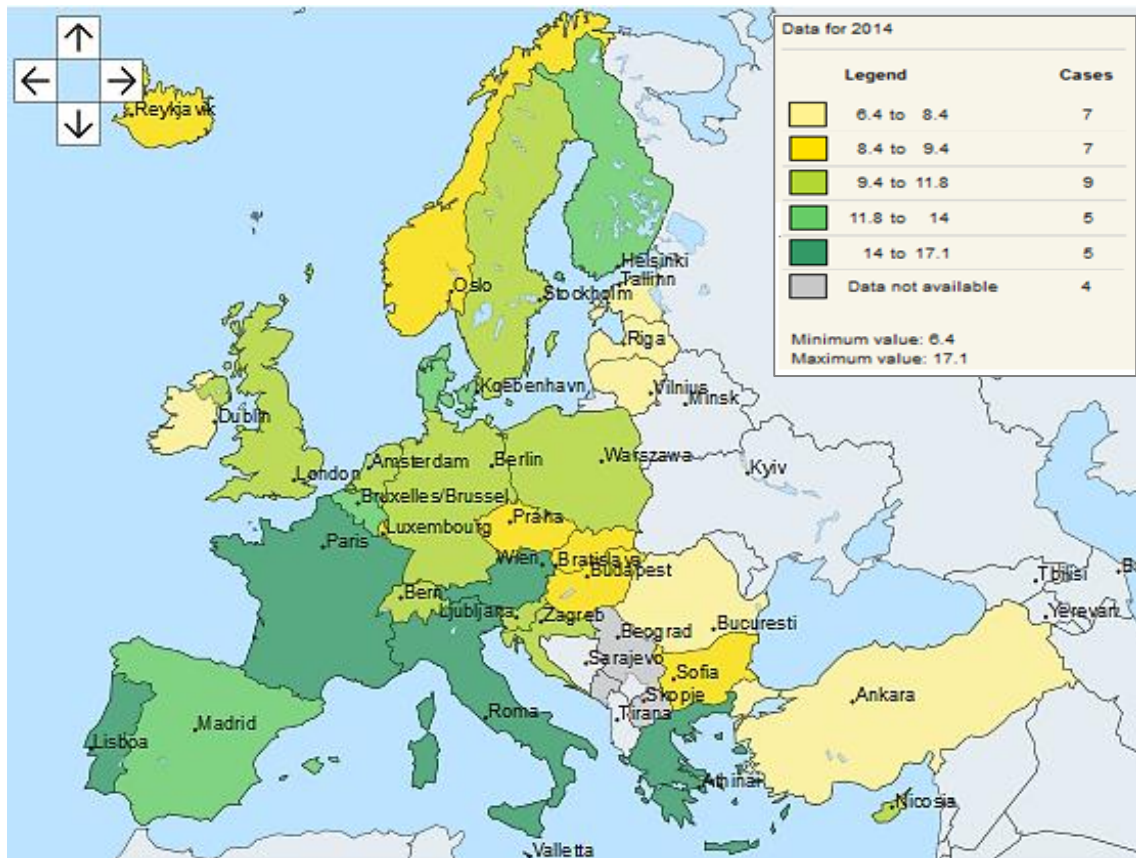 Data for 2014
Legend Cases
6.4 to 8.4 7
8.4 to 9.4 7
9.4 to 11.8 9
11.8 to 14 5
14 to 17.1 5
Data not available 4
Minimum value: 6.4
Maximum value: 17.1
Reykjavik
Helsinki
Tallinn
Oslo
Stockholm
Riga
Koebenhavn
Vilnius
Minsk
Dublin
Amsterdam
Berlin
Warszawa
London
Kyiv
Bruxelles/Brussel
Praha
Luxembourg
Paris
Wien
Bratislava
Budapest
Tbilisi
Bern
Ljubljana
Zagreb
Yerevan
Bucuresti
Beograd
Sarajevo
Sofia
Skopje
Ankara
Roma
Tirana
Madrid
Lisboa
Athinai
Nicosia
Valletta